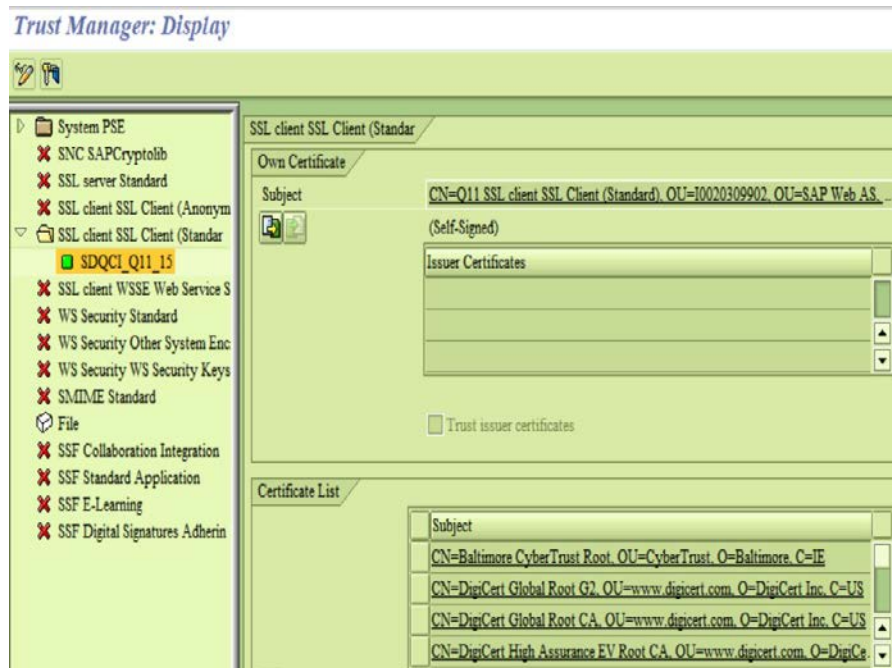 Trust Manager: Display
System PSE
SNC SAPCryptolib
SSL server Standard
SSL client SSL Client (Anonym
SSL client SSL Client (Standar
SDQCI_Q11_15
SSL client WSSE Web Service S
WS Security Standard
WS Security Other System Enc
WS Security WS Security Keys
SMIME Standard
File
SSF Collaboration Integration
SSF Standard Application
SSF E-Learning
SSF Digital Signatures Adherin
SSL client SSL Client (Standar
Own Certificate
Subject CN=Q11 SSL client SSL Client (Standard), OU=I0020309902, OU=SAP Web AS, ...
(Self-Signed)
Issuer Certificates
Trust issuer certificates
Certificate List
Subject
CN=Baltimore CyberTrust Root, OU=CyberTrust, O=Baltimore, C=IE
CN=DigiCert Global Root G2, OU=www.digicert.com, O=DigiCert Inc, C=US
CN=DigiCert Global Root CA, OU=www.digicert.com, O=DigiCert Inc, C=US
CN=DigiCert High Assurance EV Root CA, OU=www.digicert.com, O=DigiCe.